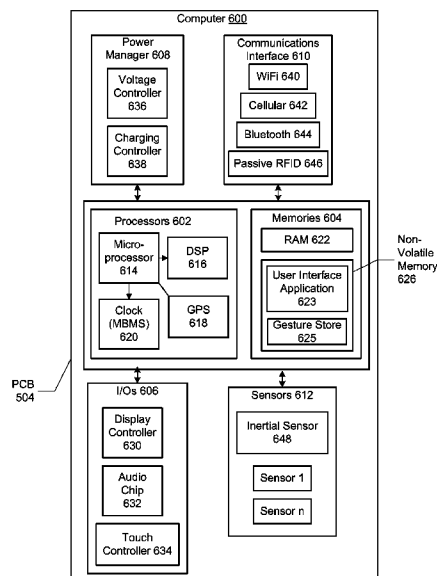 Computer 600
Power
Manager 608
Voltage
Controller
636
Charging
Controller
638
Communications
Interface 610
WiFi 640
Cellular 642
Bluetooth 644
Passive RFID 646
Processors 602
Micro-
processor
614
DSP
616
Clock
(MBMS)
620
GPS
618
Memories 604
RAM 622
User Interface
Application
623
Gesture Store
625
Non-
Volatile
Memory
626
PCB
504
I/Os 606
Display
Controller
630
Audio
Chip
632
Touch
Controller 634
Sensors 612
Inertial Sensor
648
Sensor 1
Sensor n